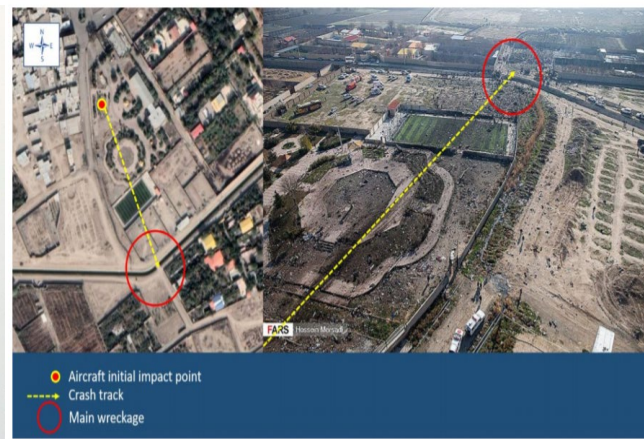 N
W E
S
FARS Hossein Mersadi
Aircraft initial impact point
Crash track
Main wreckage